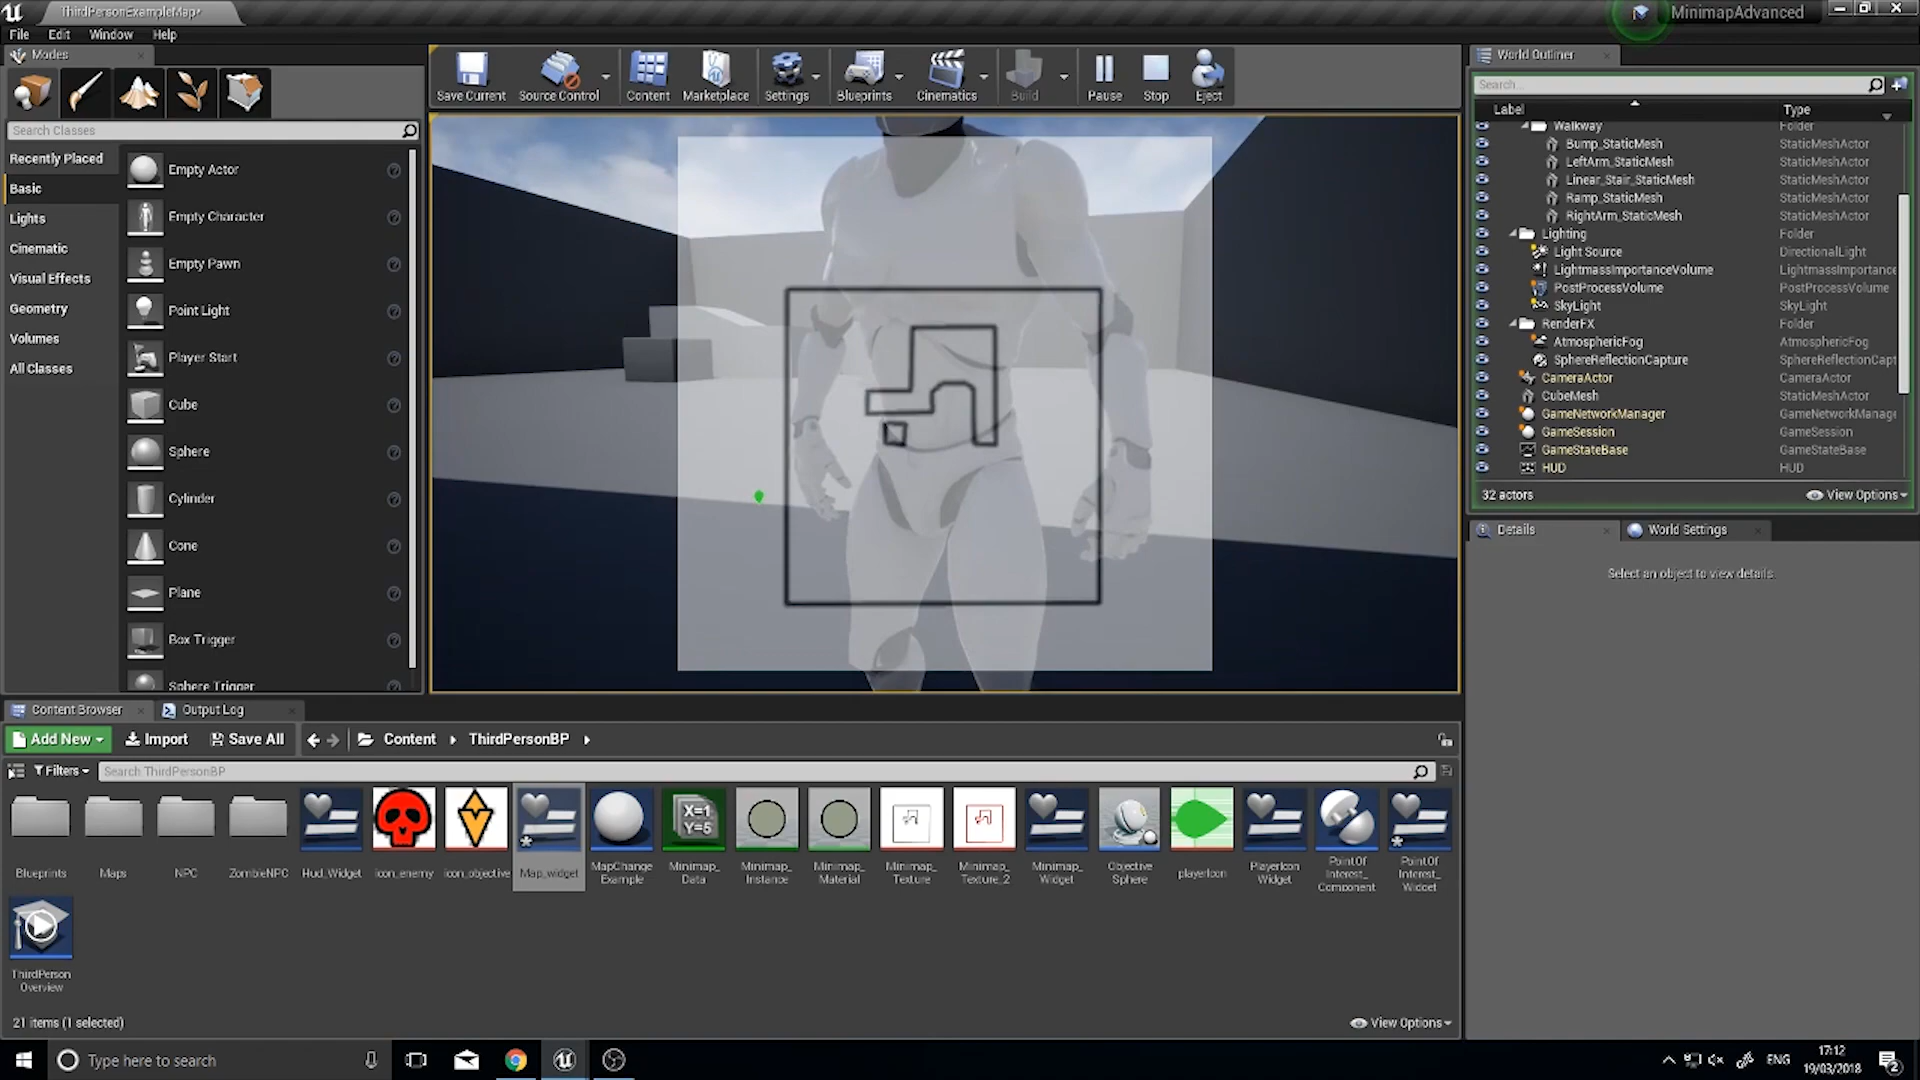 ThirdPersonExampleMap*
MinimapAdvanced
File Edit Window Help
Modes
Search Classes
Recently Placed
Basic
Lights
Cinematic
Visual Effects
Geometry
Volumes
All Classes
Empty Actor
Empty Character
Empty Pawn
Point Light
Player Start
Cube
Sphere
Cylinder
Cone
Plane
Box Trigger
Sphere Trigger
Save Current
Source Control
Content
Marketplace
Settings
Blueprints
Cinematics
Build
Pause
Stop
Eject
World Outliner
Search...
Label Type
Walkway Folder
Bump_StaticMesh StaticMeshActor
LeftArm_StaticMesh StaticMeshActor
Linear_Stair_StaticMesh StaticMeshActor
Ramp_StaticMesh StaticMeshActor
RightArm_StaticMesh StaticMeshActor
Lighting Folder
Light Source DirectionalLight
LightmassImportanceVolume LightmassImportance
PostProcessVolume PostProcessVolume
SkyLight SkyLight
RenderFX Folder
AtmosphericFog AtmosphericFog
SphereReflectionCapture SphereReflectionCapt
CameraActor CameraActor
CubeMesh StaticMeshActor
GameNetworkManager GameNetworkManage
GameSession GameSession
GameStateBase GameStateBase
HUD HUD
32 actors
View Options
Details
World Settings
Select an object to view details.
Content Browser
Output Log
Add New
Import
Save All
Content
ThirdPersonBP
Filters
Search ThirdPersonBP
X=1
Y=5
Blueprints
Maps
NPC
ZombieNPC
Hud_Widget
icon_enemy
icon_objective
Map_widget
MapChange
Example
Minimap_
Data
Minimap_
Instance
Minimap_
Material
Minimap_
Texture
Minimap_
Texture_2
Minimap_
Widget
Objective
Sphere
playerIcon
PlayerIcon
Widget
PointOf
Interest_
Component
PointOf
Interest_
Widget
ThirdPerson
Overview
21 items (1 selected)
View Options
Type here to search
ENG
17:12
19/03/2018
2